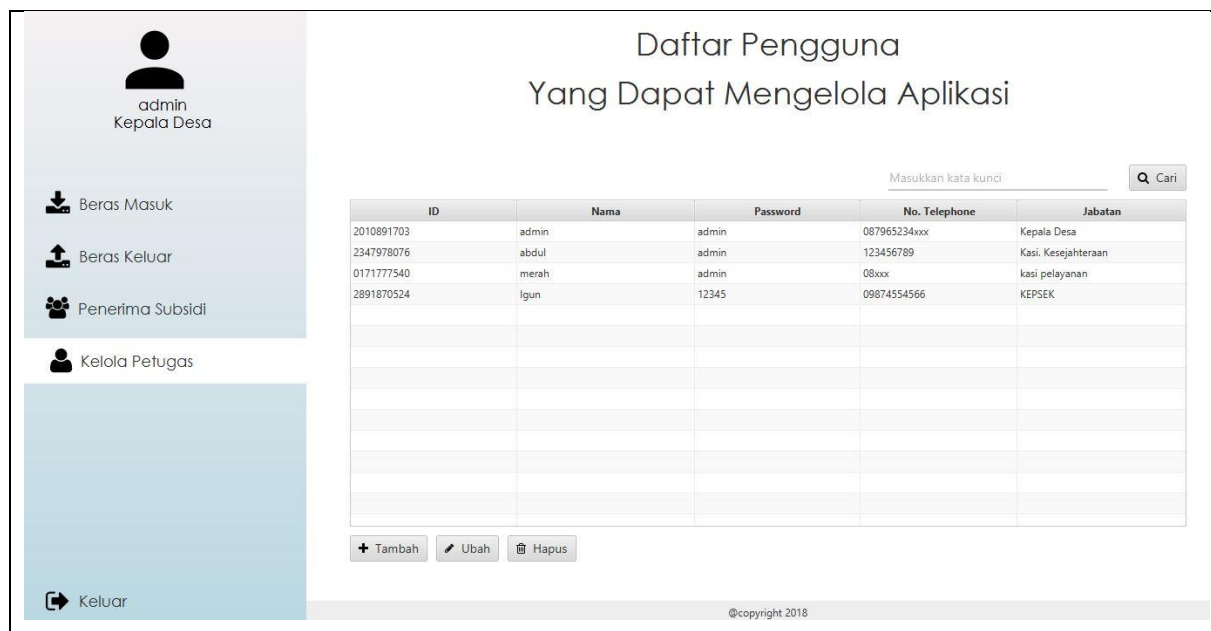 admin
Kepala Desa
Beras Masuk
Beras Keluar
Penerima Subsidi
Kelola Petugas
Keluar
Daftar Pengguna
Yang Dapat Mengelola Aplikasi
Masukkan kata kunci Cari
ID Nama Password No. Telephone Jabatan
2010891703 admin admin 087965234xxx Kepala Desa
2347978076 abdul admin 123456789 Kasi. Kesejahteraan
0171777540 merah admin 08xxx kasi pelayanan
2891870524 Igun 12345 09874554566 KEPSEK
Tambah Ubah Hapus
@copyright 2018